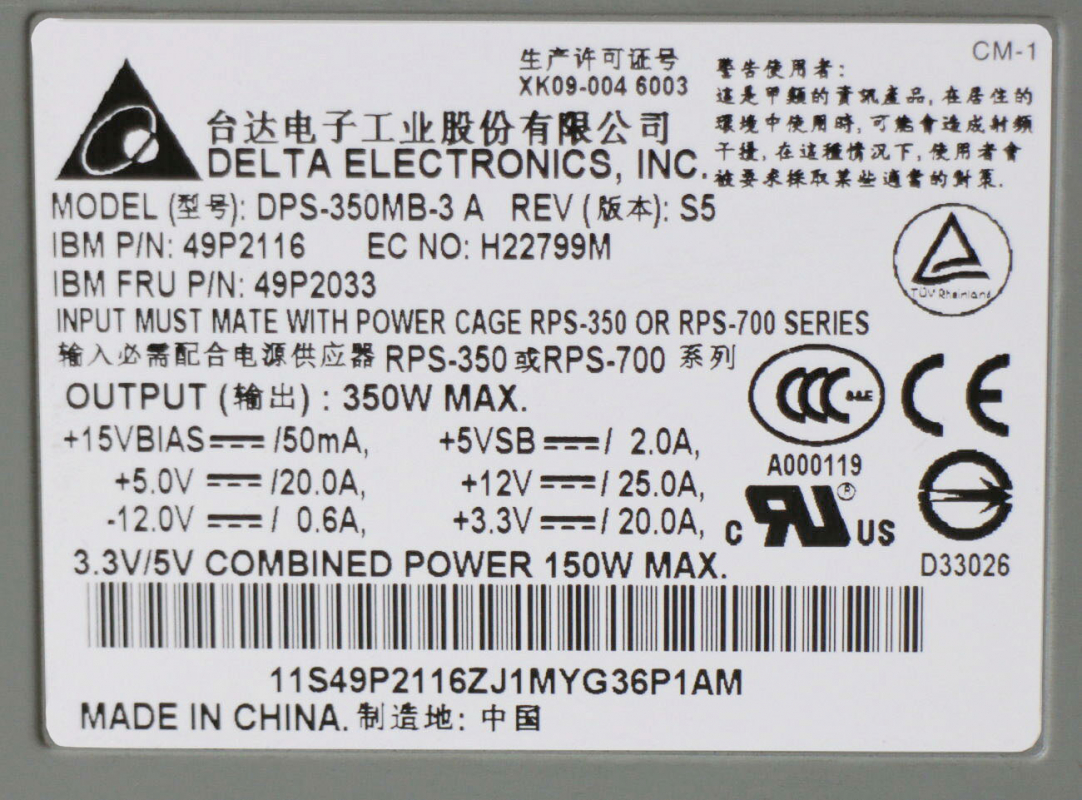 生产许可证号
XK09-004 6003
CM-1
警告使用者:
這是甲類的資訊產品, 在居住的
環境中使用時, 可能會造成射頻
干擾, 在這種情況下, 使用者會
被要求採取某些適當的對策.
台达电子工业股份有限公司
DELTA ELECTRONICS, INC.
MODEL (型号): DPS-350MB-3 A REV (版本): S5
IBM P/N: 49P2116 EC NO: H22799M
IBM FRU P/N: 49P2033
TÜV Rheinland
INPUT MUST MATE WITH POWER CAGE RPS-350 OR RPS-700 SERIES
输入必需配合电源供应器 RPS-350 或RPS-700 系列
OUTPUT (输出) : 350W MAX.
+15VBIAS⎓/50mA, +5VSB⎓/ 2.0A,
+5.0V ⎓/20.0A, +12V ⎓/ 25.0A,
-12.0V ⎓/ 0.6A, +3.3V ⎓/ 20.0A,
3.3V/5V COMBINED POWER 150W MAX.
CCC S&E
A000119
CE
C RU ® US
D33026
11S49P2116ZJ1MYG36P1AM
MADE IN CHINA. 制造地: 中国